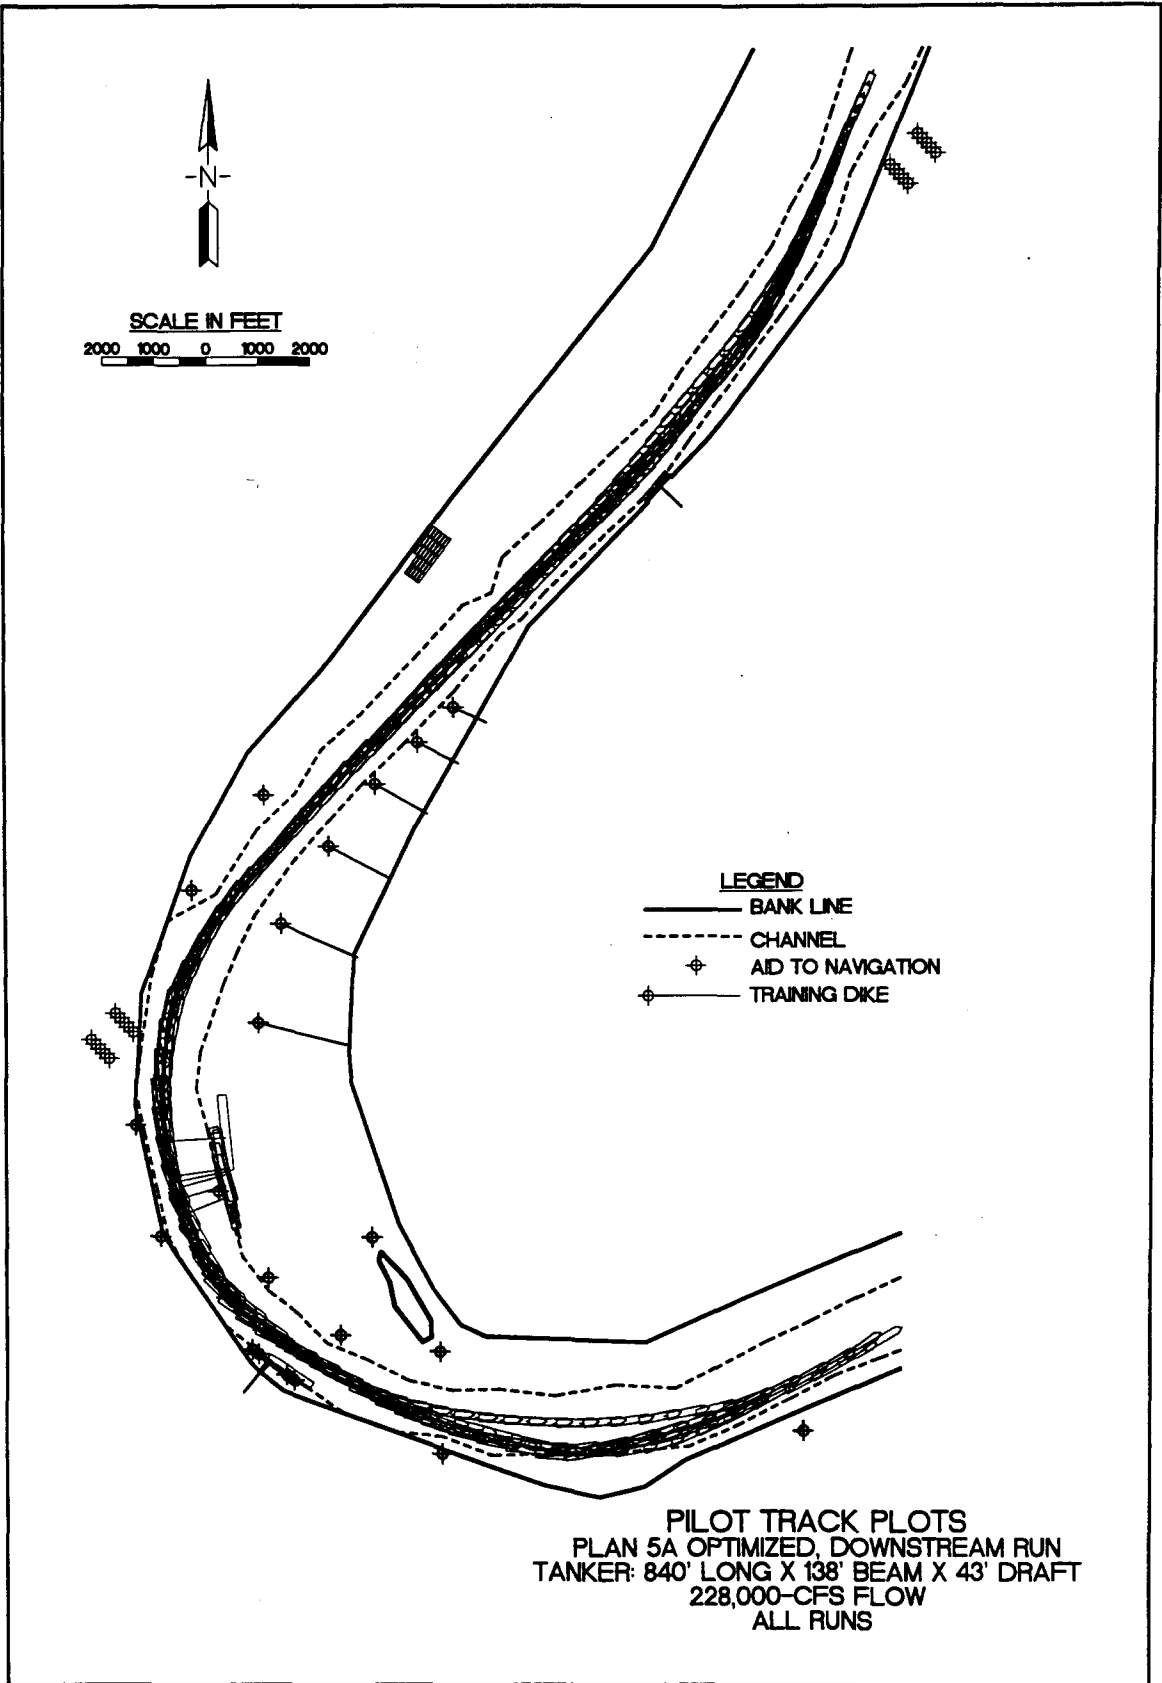 -N-
SCALE IN FEET
2000 1000 0 1000 2000
LEGEND
BANK LINE
CHANNEL
AID TO NAVIGATION
TRAINING DIKE
PILOT TRACK PLOTS
PLAN 5A OPTIMIZED, DOWNSTREAM RUN
TANKER: 840' LONG X 138' BEAM X 43' DRAFT
228,000-CFS FLOW
ALL RUNS